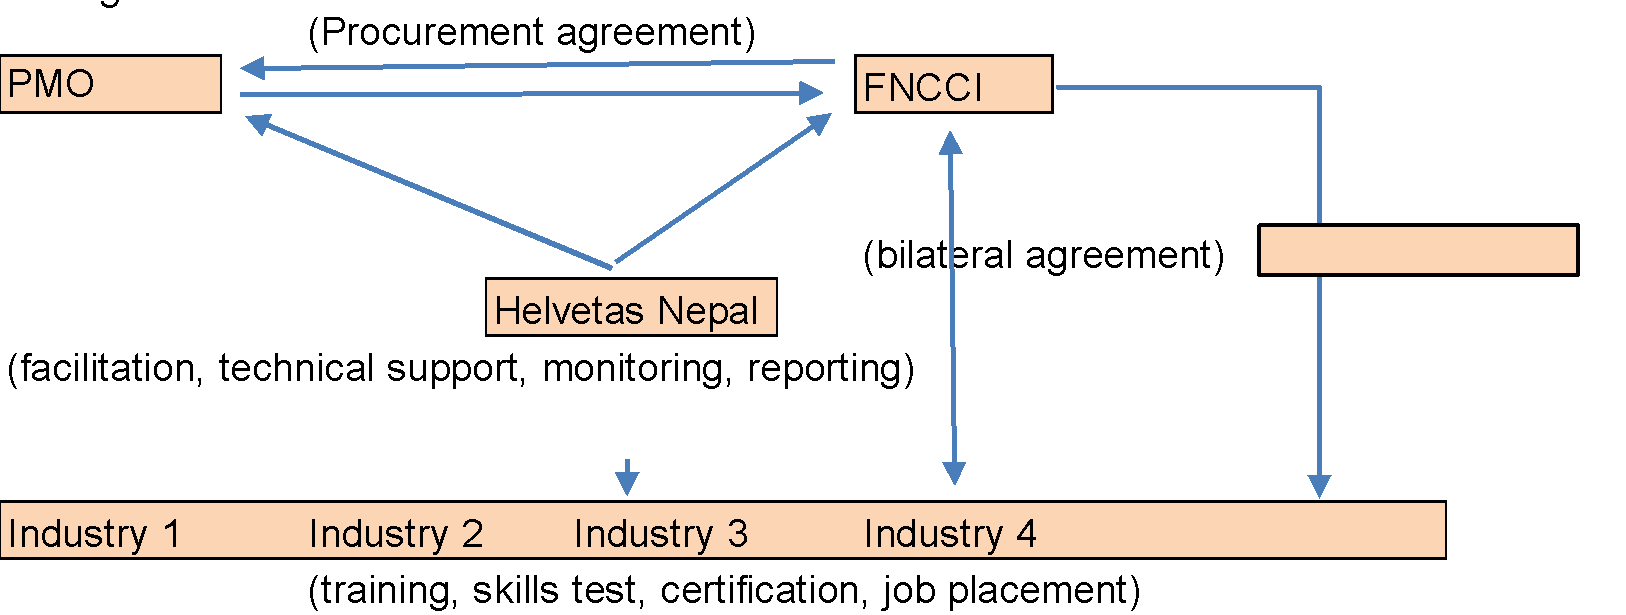 (Procurement agreement)
PMO
FNCCI
(bilateral agreement)
Helvetas Nepal
(facilitation, technical support, monitoring, reporting)
Industry 1 Industry 2 Industry 3 Industry 4
(training, skills test, certification, job placement)